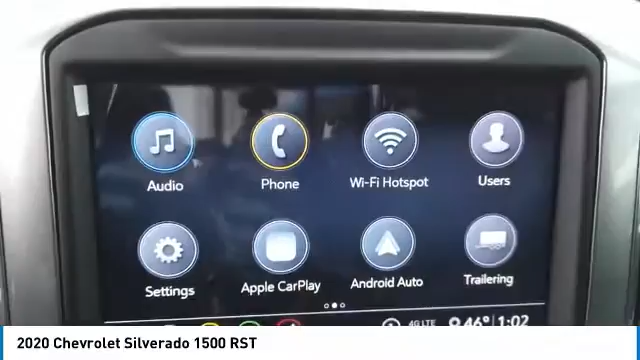 Audio Phone Wi-Fi Hotspot Users
Settings Apple CarPlay Android Auto Trailering
4G LTE 46° 1:02
2020 Chevrolet Silverado 1500 RST